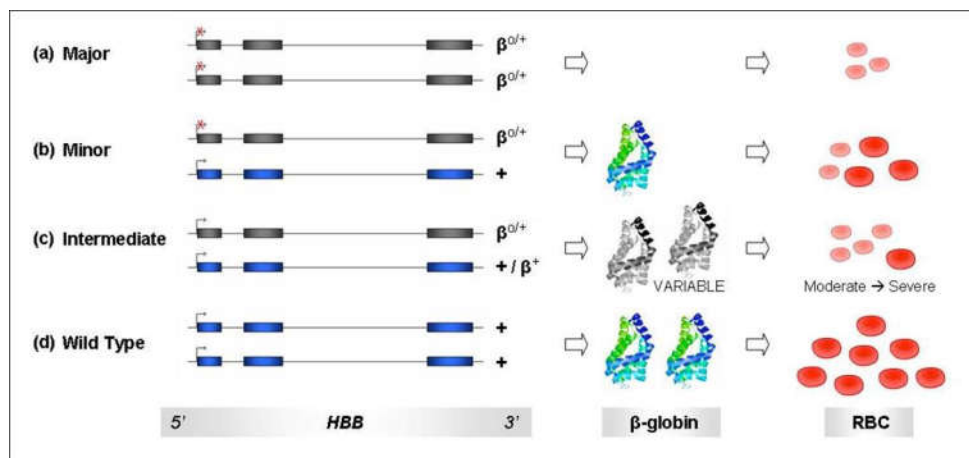 (a) Major
β⁰/⁺
β⁰/⁺
(b) Minor
β⁰/⁺
+
(c) Intermediate
β⁰/⁺
+ / β⁺
VARIABLE
Moderate → Severe
(d) Wild Type
+
+
5’ HBB 3’
β-globin
RBC